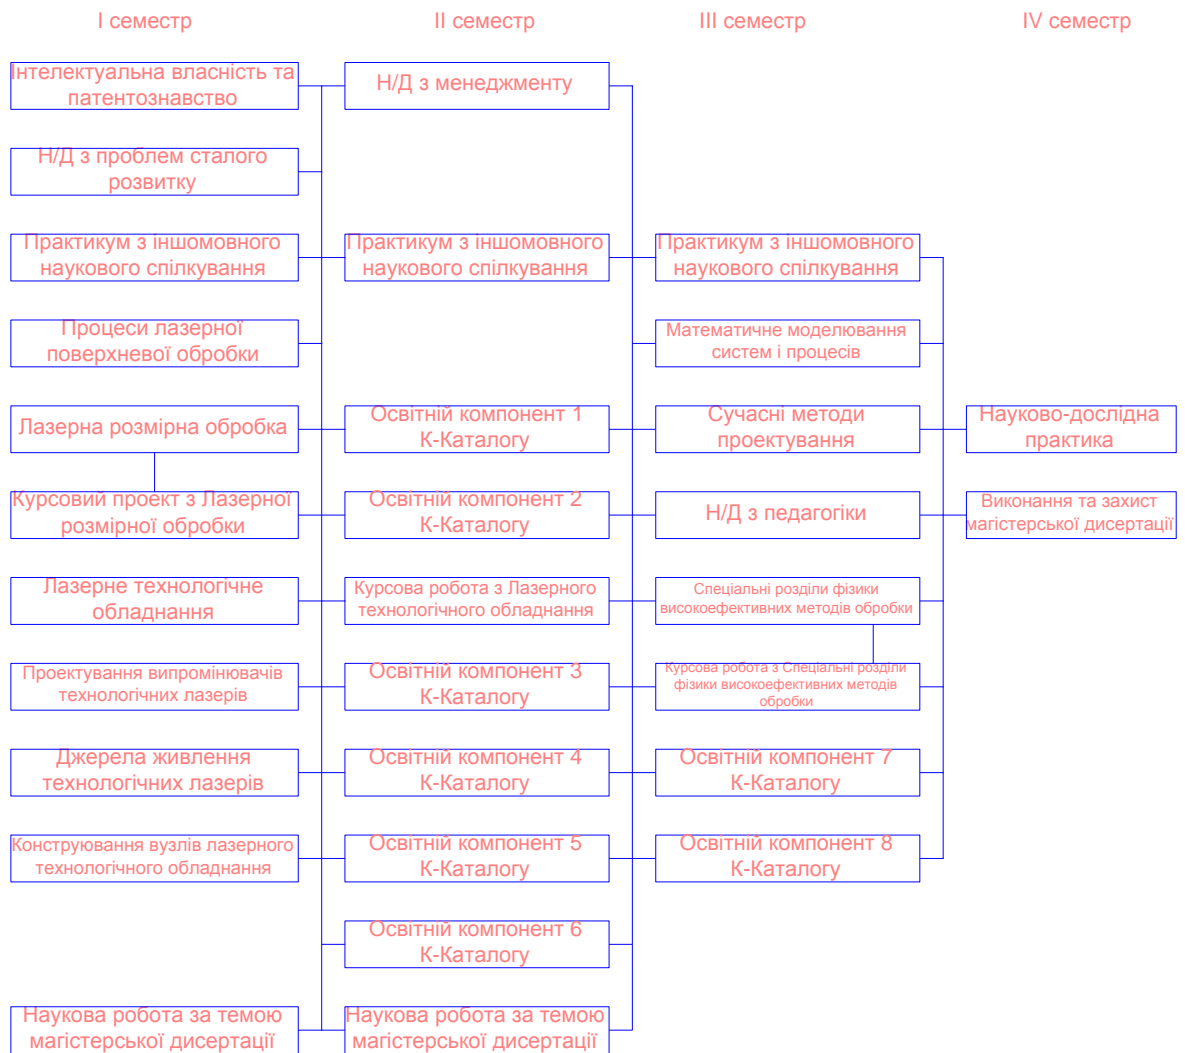 I семестр
II семестр
III семестр
IV семестр
Інтелектуальна власність та
патентознавство
Н/Д з менеджменту
Н/Д з проблем сталого
розвитку
Практикум з іншомовного
наукового спілкування
Практикум з іншомовного
наукового спілкування
Практикум з іншомовного
наукового спілкування
Процеси лазерної
поверхневої обробки
Математичне моделювання
систем і процесів
Лазерна розмірна обробка
Освітній компонент 1
К-Каталогу
Сучасні методи
проектування
Науково-дослідна
практика
Курсовий проект з Лазерної
розмірної обробки
Освітній компонент 2
К-Каталогу
Н/Д з педагогіки
Виконання та захист
магістерської дисертації
Лазерне технологічне
обладнання
Курсова робота з Лазерного
технологічного обладнання
Спеціальні розділи фізики
високоефективних методів обробки
Проектування випромінювачів
технологічних лазерів
Освітній компонент 3
К-Каталогу
Курсова робота з Спеціальні розділи
фізики високоефективних методів
обробки
Джерела живлення
технологічних лазерів
Освітній компонент 4
К-Каталогу
Освітній компонент 7
К-Каталогу
Конструювання вузлів лазерного
технологічного обладнання
Освітній компонент 5
К-Каталогу
Освітній компонент 8
К-Каталогу
Освітній компонент 6
К-Каталогу
Наукова робота за темою
магістерської дисертації
Наукова робота за темою
магістерської дисертації